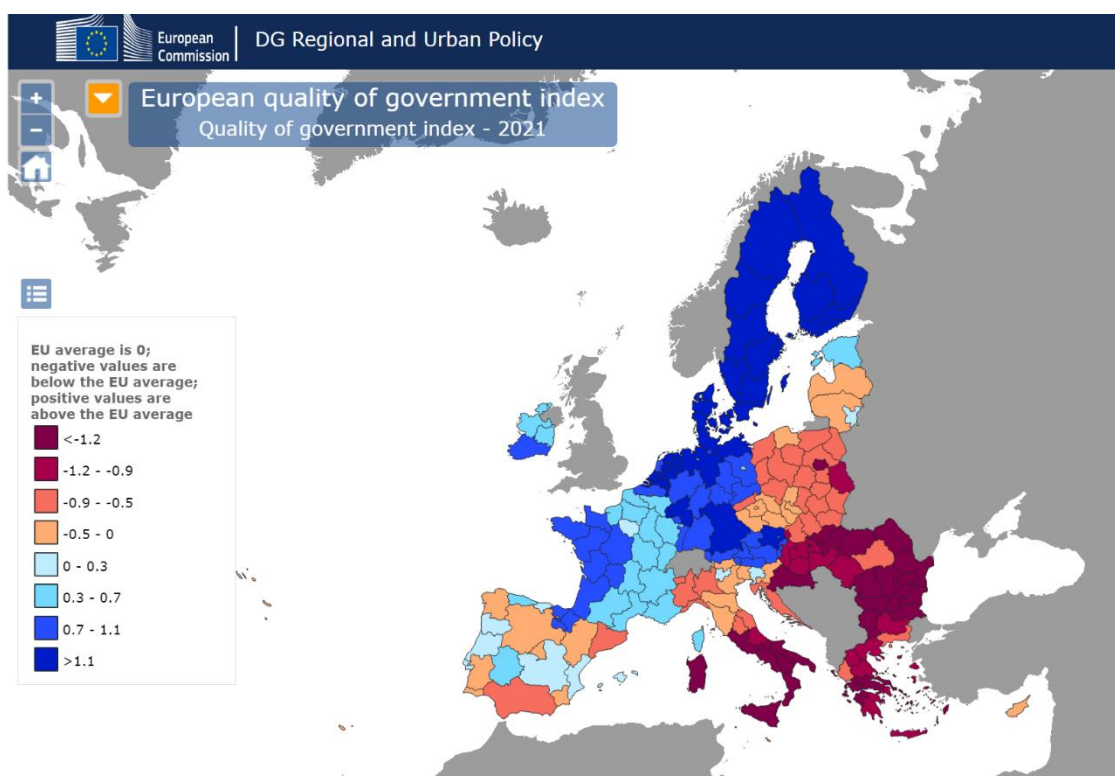 European
Commission
DG Regional and Urban Policy
+
−
European quality of government index
Quality of government index - 2021
EU average is 0;
negative values are
below the EU average;
positive values are
above the EU average
<-1.2
-1.2 - -0.9
-0.9 - -0.5
-0.5 - 0
0 - 0.3
0.3 - 0.7
0.7 - 1.1
>1.1